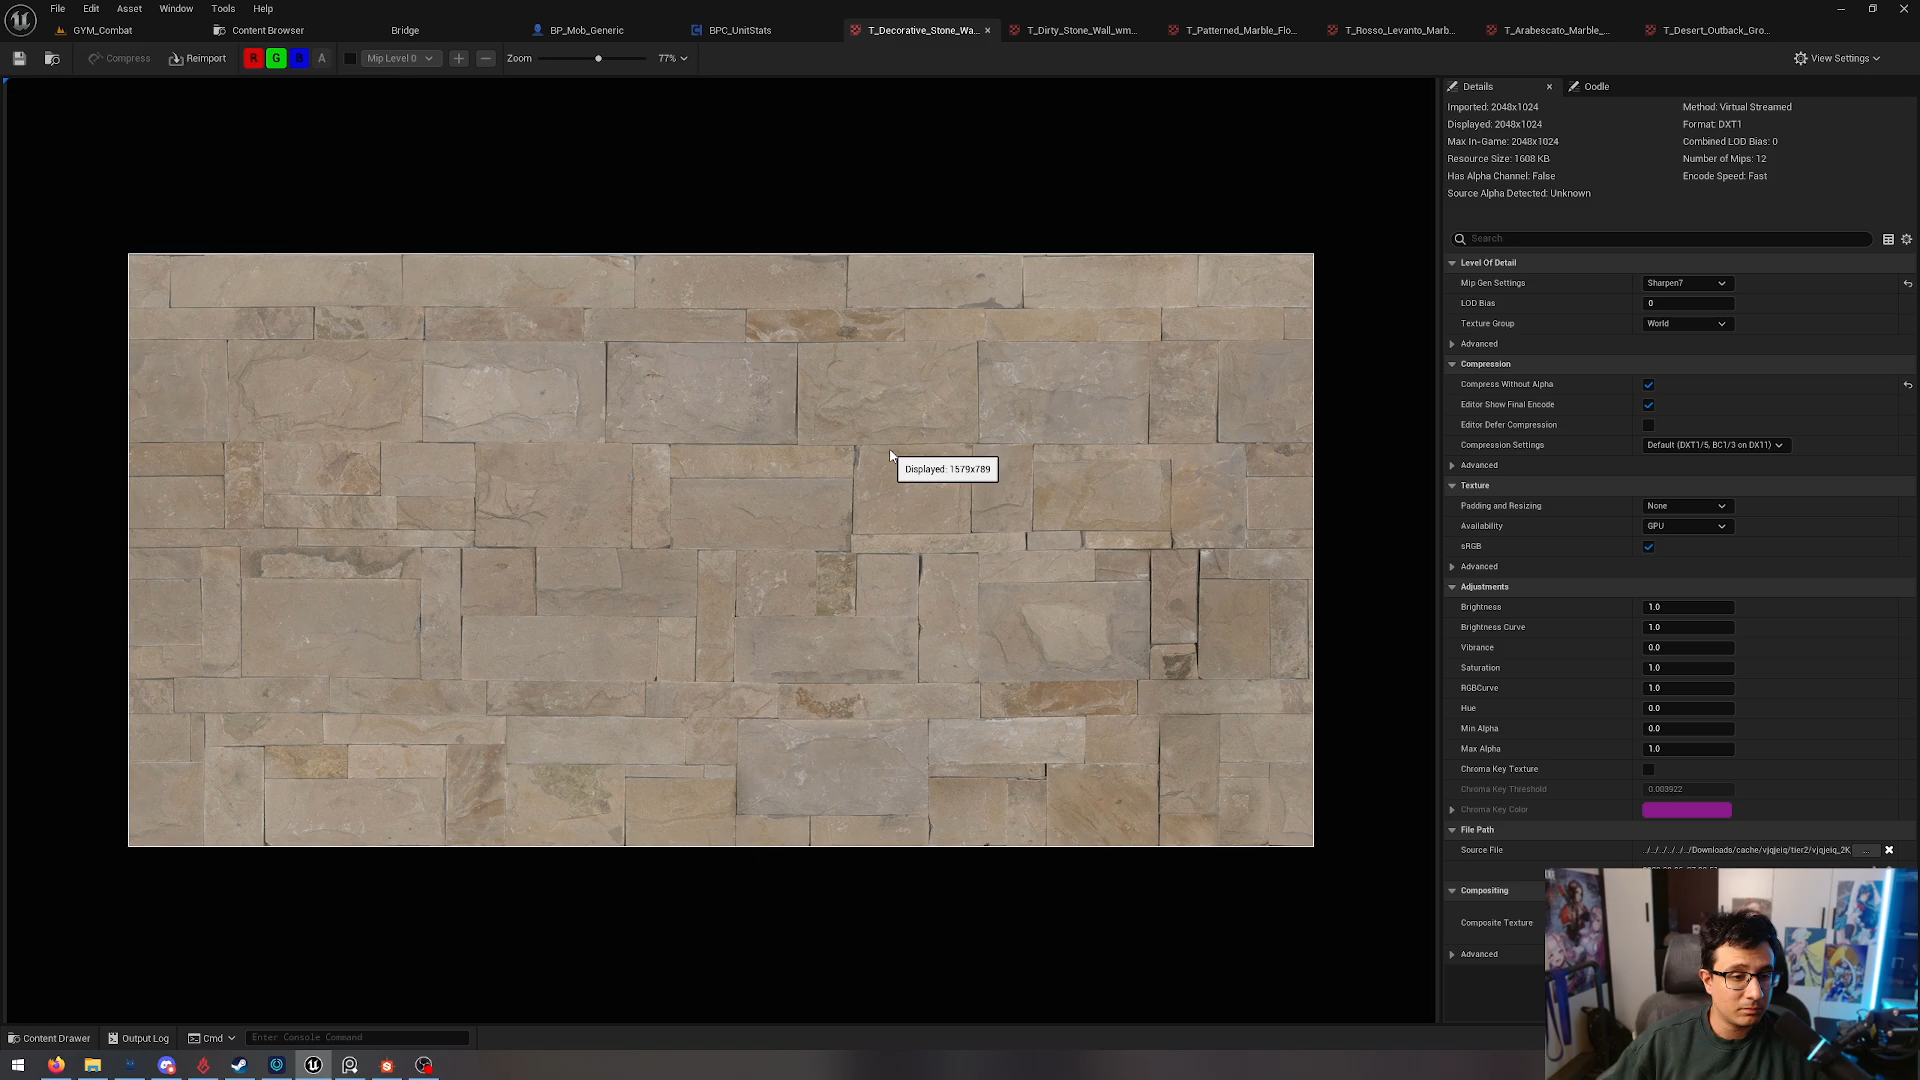 File Edit Asset Window Tools Help
GYM_Combat Content Browser Bridge BP_Mob_Generic BPC_UnitStats T_Decorative_Stone_Wa... T_Dirty_Stone_Wall_wm... T_Patterned_Marble_Flo... T_Rosso_Levanto_Marb... T_Arabescato_Marble_... T_Desert_Outback_Gro...
Compress Reimport R G B A Mip Level 0 Zoom 77% View Settings
Details Oodle
Imported: 2048x1024 Method: Virtual Streamed
Displayed: 2048x1024 Format: DXT1
Max In-Game: 2048x1024 Combined LOD Bias: 0
Resource Size: 1608 KB Number of Mips: 12
Has Alpha Channel: False Encode Speed: Fast
Source Alpha Detected: Unknown
Search
Level Of Detail
Mip Gen Settings Sharpen7
LOD Bias 0
Texture Group World
Advanced
Compression
Compress Without Alpha
Editor Show Final Encode
Editor Defer Compression
Compression Settings Default (DXT1/5, BC1/3 on DX11)
Advanced
Displayed: 1579x789
Texture
Padding and Resizing None
Availability GPU
sRGB
Advanced
Adjustments
Brightness 1.0
Brightness Curve 1.0
Vibrance 0.0
Saturation 1.0
RGBCurve 1.0
Hue 0.0
Min Alpha 0.0
Max Alpha 1.0
Chroma Key Texture
Chroma Key Threshold 0.003922
Chroma Key Color
File Path
Source File ../../../../../../Downloads/cache/vjqjeiq/tier2/vjqjeiq_2K ...
Compositing
Composite Texture
Advanced
Content Drawer Output Log Cmd Enter Console Command